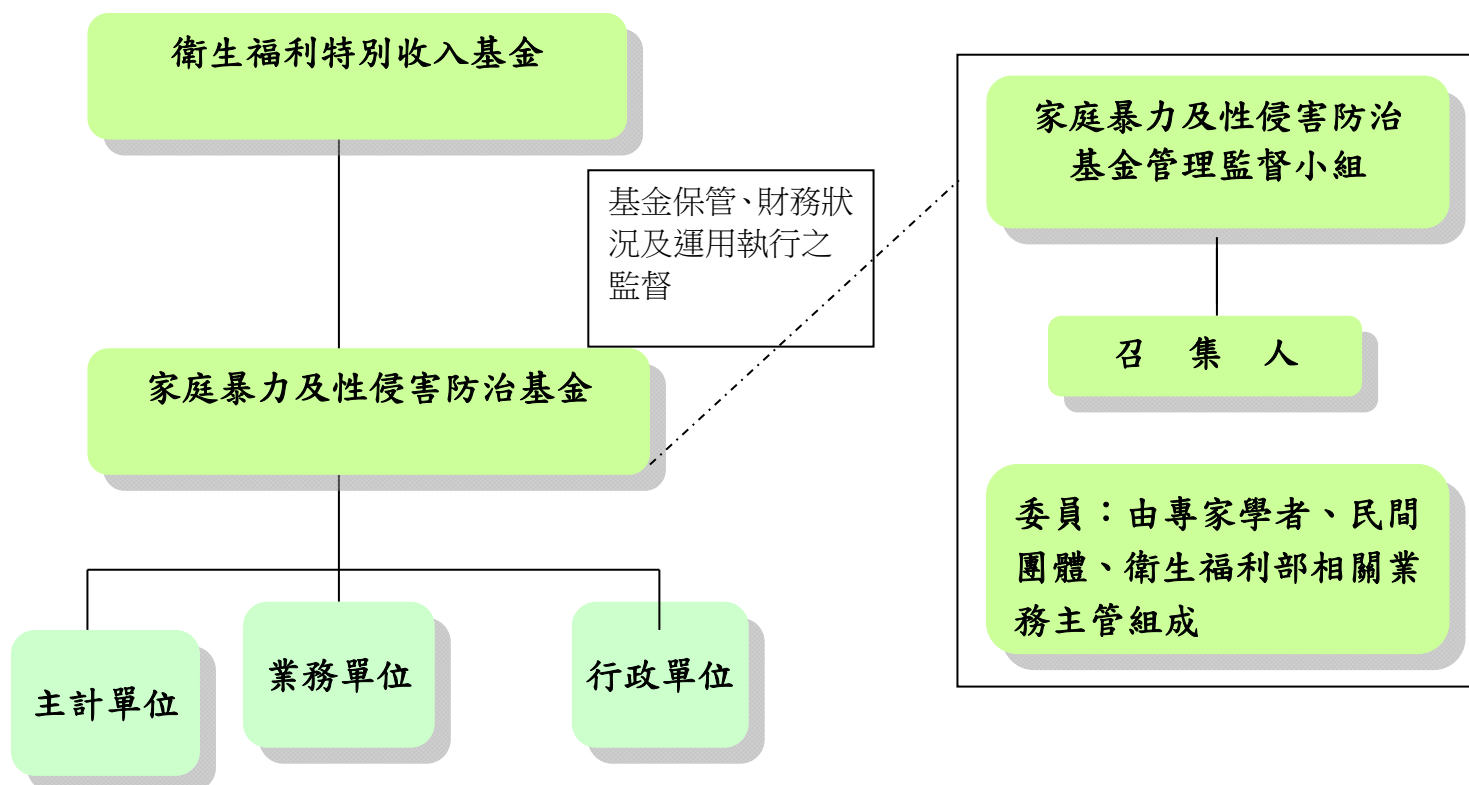 衛生福利特別收入基金
家庭暴力及性侵害防治
基金管理監督小組
基金保管、財務狀
況及運用執行之
監督
召 集 人
家庭暴力及性侵害防治基金
委員：由專家學者、民間
團體、衛生福利部相關業
務主管組成
主計單位
業務單位
行政單位